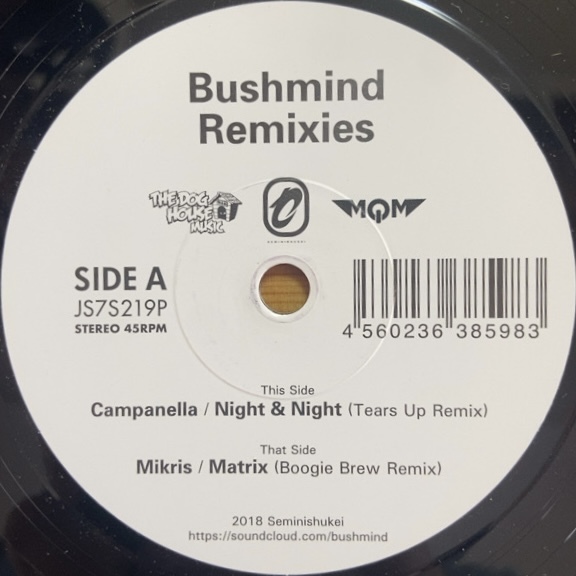 Bushmind
Remixies
THE DOG
HOUSE
MUSIC
SEMINISHUKEI
MQM
SIDE A
JS7S219P
STEREO 45RPM
4 560236 385983
This Side
Campanella / Night & Night (Tears Up Remix)
That Side
Mikris / Matrix (Boogie Brew Remix)
2018 Seminishukei
https://soundcloud.com/bushmind